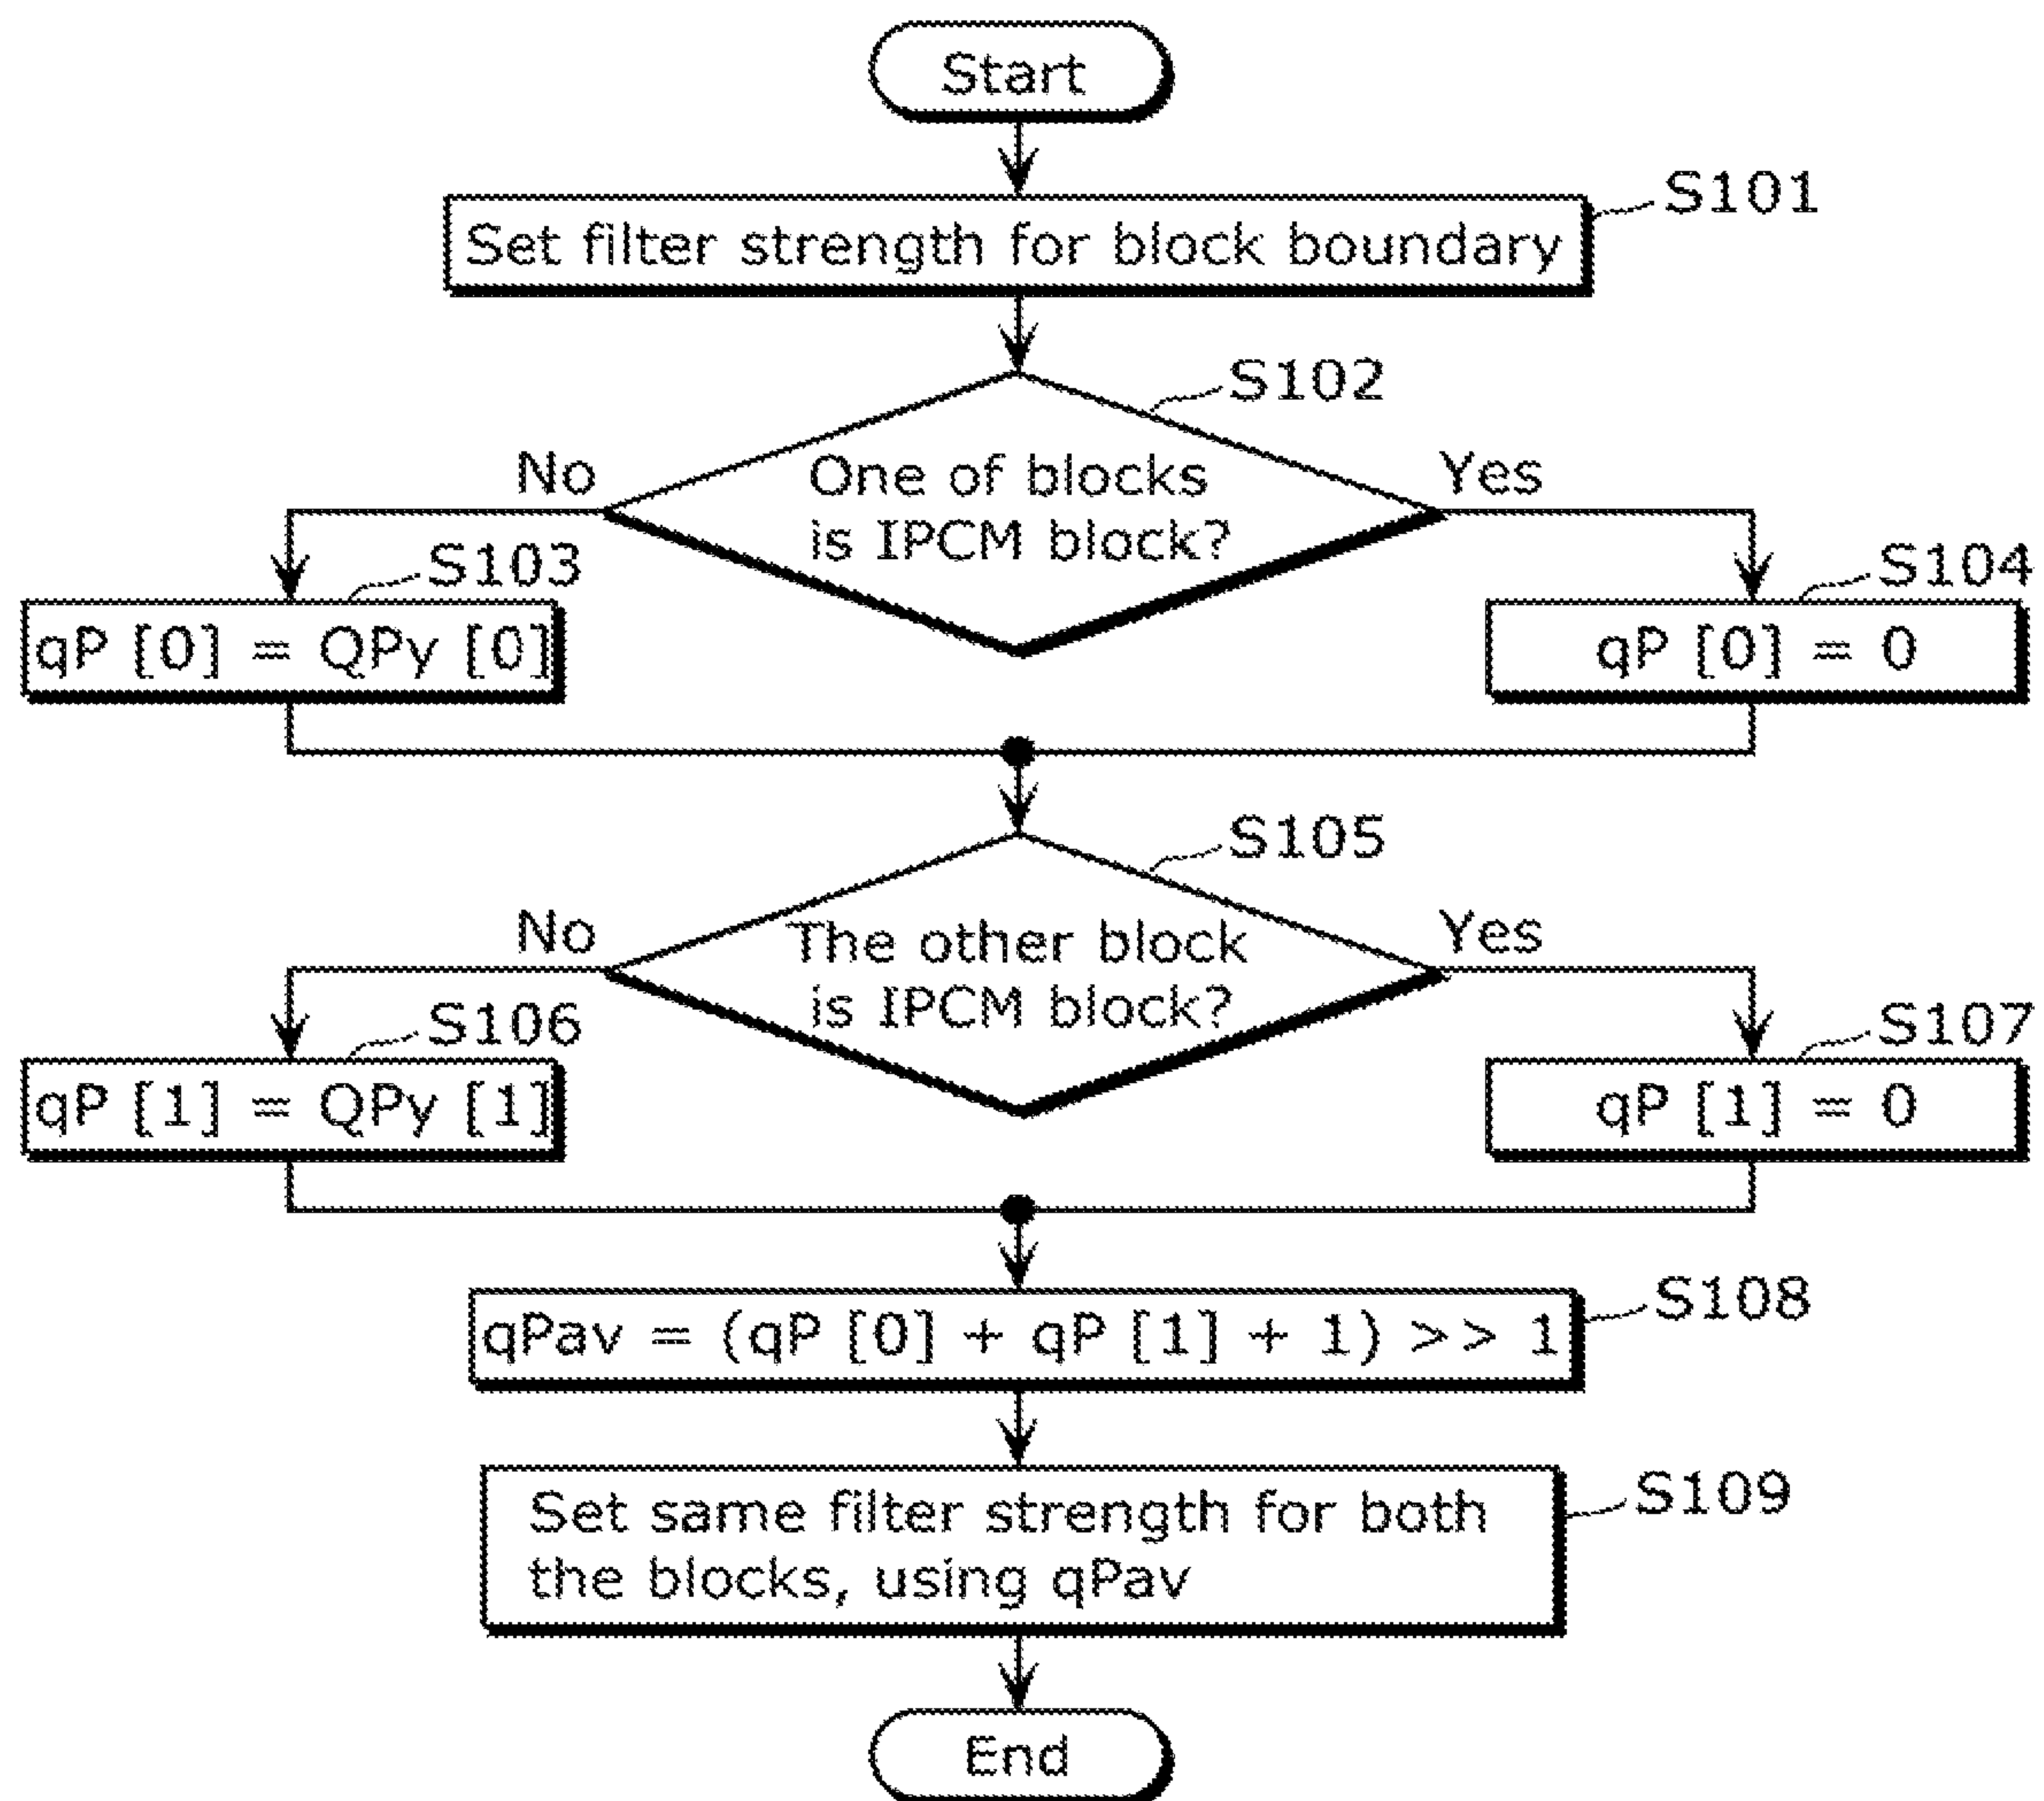 Start
S101
Set filter strength for block boundary
S102
No
One of blocks
is IPCM block?
Yes
S103
qP [0] = QPy [0]
S104
qP [0] = 0
S105
No
The other block
is IPCM block?
Yes
S106
qP [1] = QPy [1]
S107
qP [1] = 0
S108
qPav = (qP [0] + qP [1] + 1) > > 1
S109
Set same filter strength for both
the blocks, using qPav
End